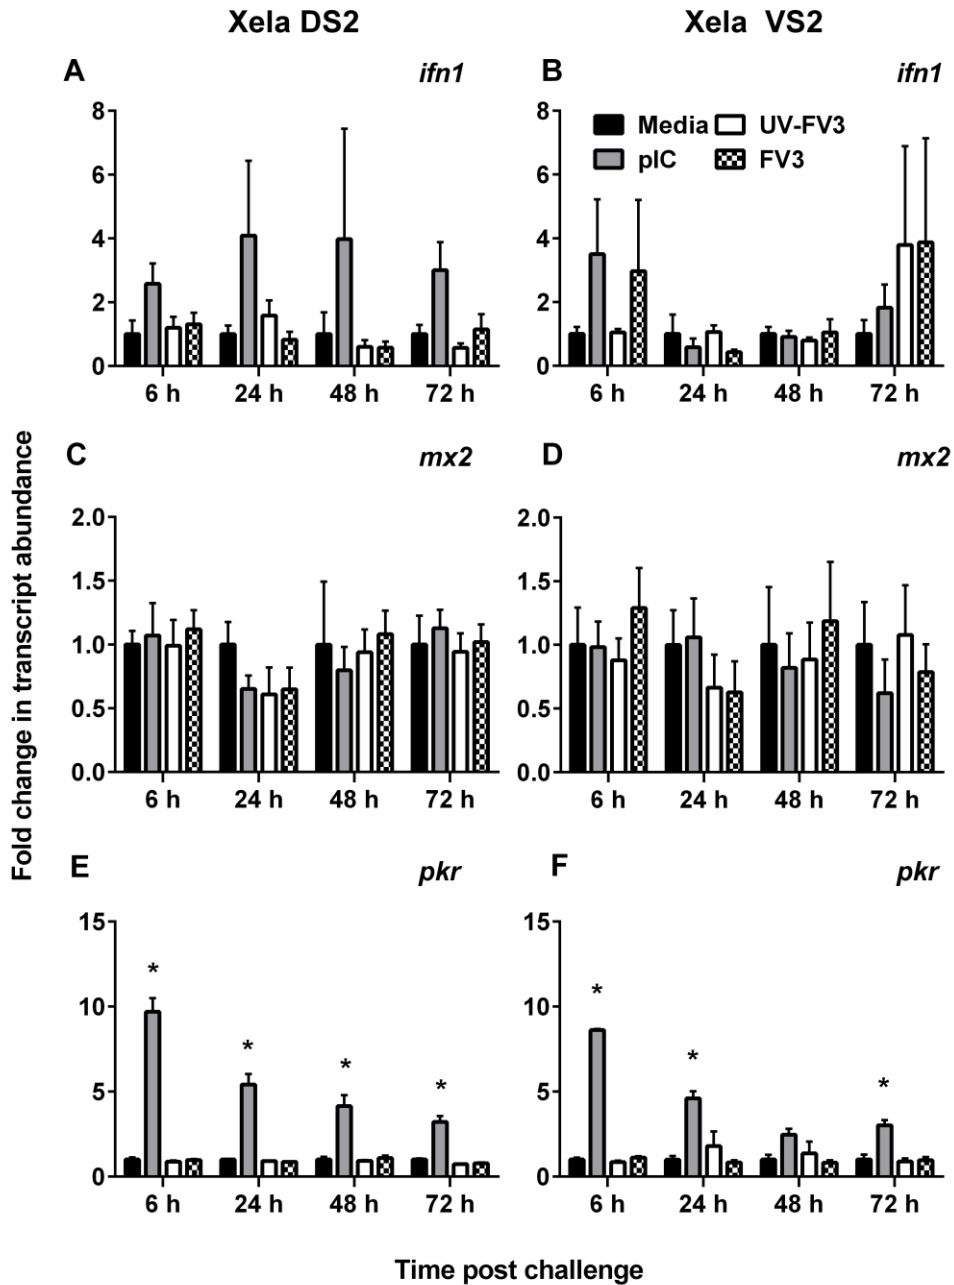 Xela DS2
Xela VS2
A
ifn1
8
6
4
2
0
6 h 24 h 48 h 72 h
B
ifn1
Media UV-FV3
pIC FV3
8
6
4
2
0
6 h 24 h 48 h 72 h
Fold change in transcript abundance
C
mx2
2.0
1.5
1.0
0.5
0.0
6 h 24 h 48 h 72 h
D
mx2
2.0
1.5
1.0
0.5
0.0
6 h 24 h 48 h 72 h
E
pkr
15
10
5
0
* * * *
6 h 24 h 48 h 72 h
F
pkr
15
10
5
0
* * *
6 h 24 h 48 h 72 h
Time post challenge